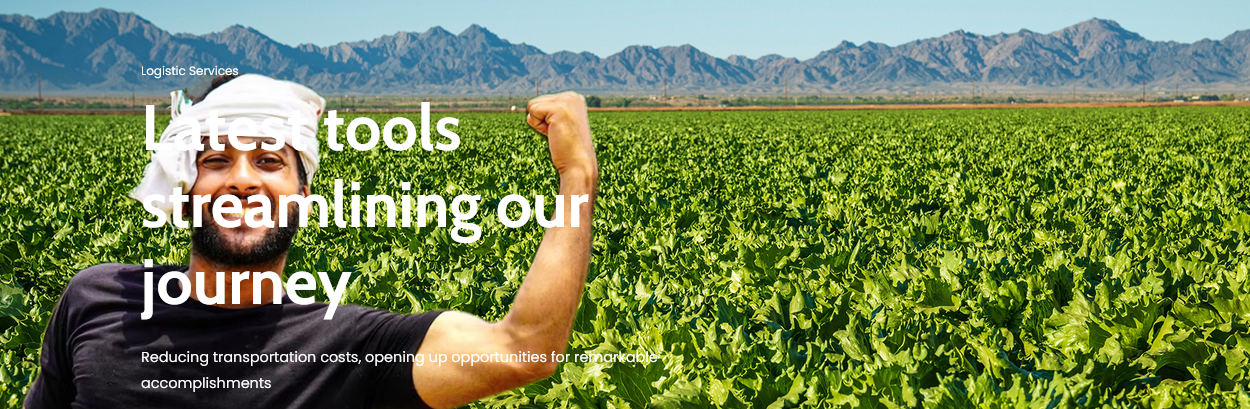 Logistic Services
Latest tools
streamlining our
journey
Reducing transportation costs, opening up opportunities for remarkable
accomplishments